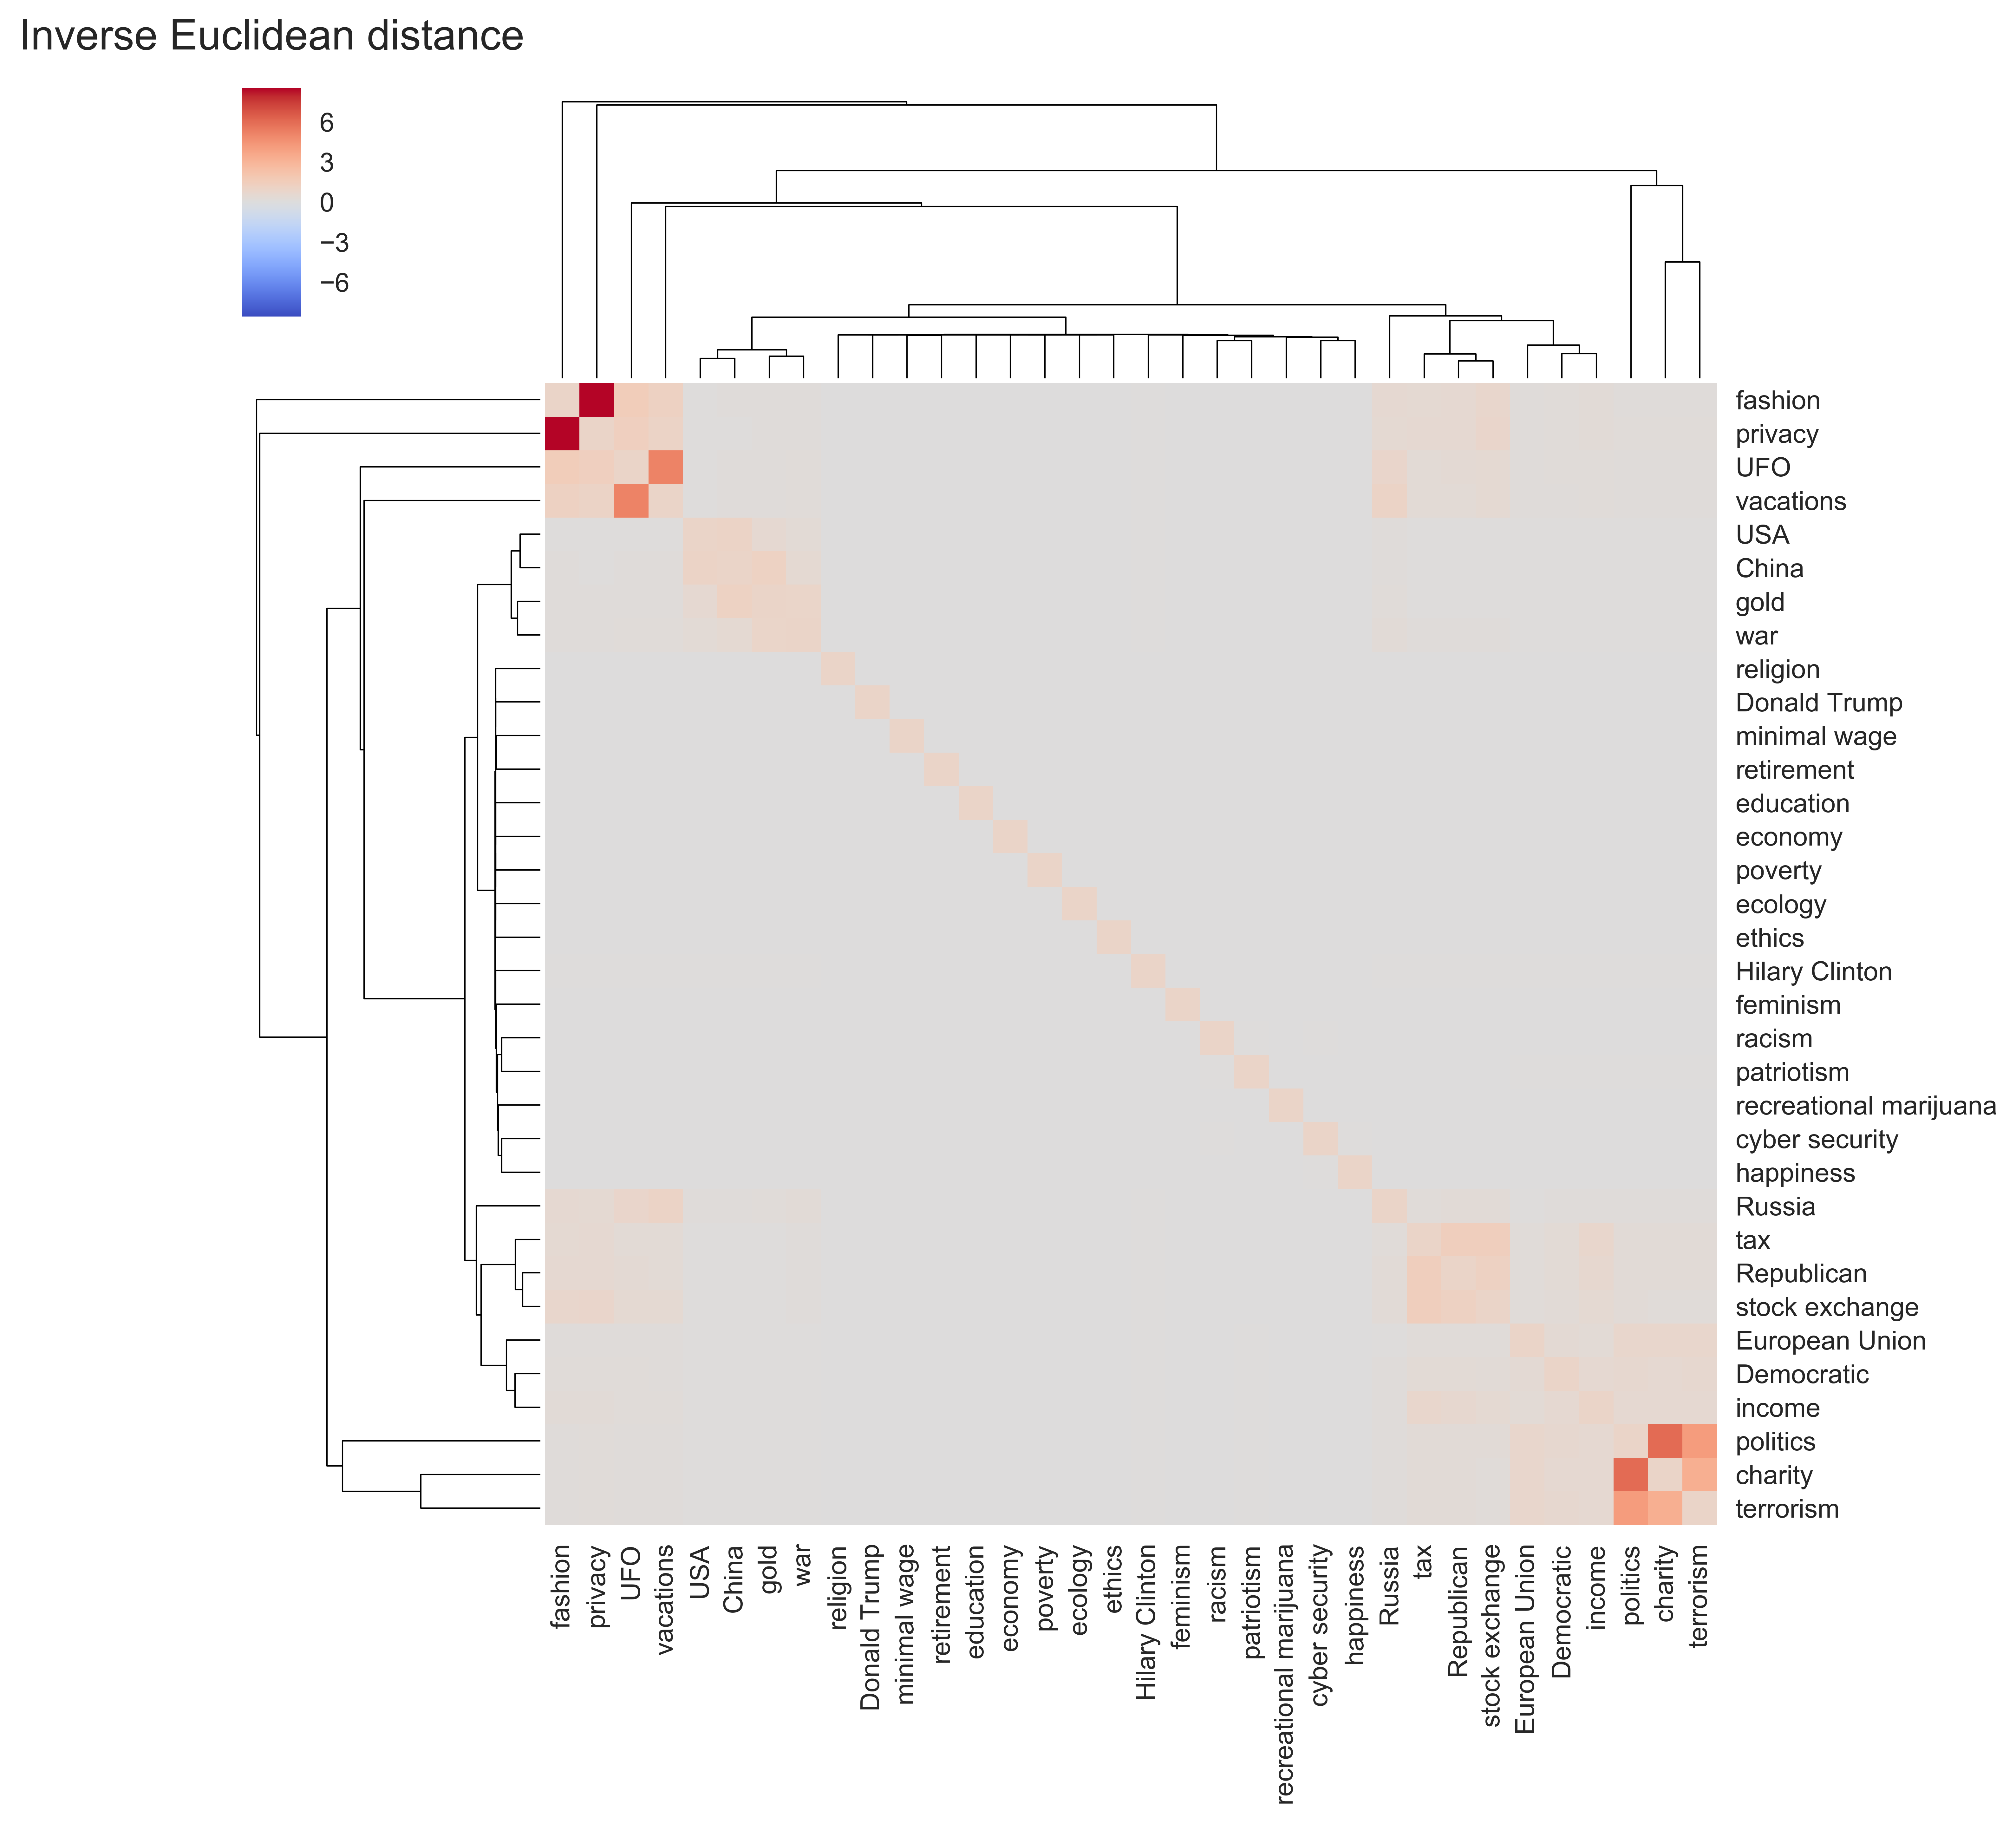 Inverse Euclidean distance
6
3
0
−3
−6
fashion
privacy
UFO
vacations
USA
China
gold
war
religion
Donald Trump
minimal wage
retirement
education
economy
poverty
ecology
ethics
Hilary Clinton
feminism
racism
patriotism
recreational marijuana
cyber security
happiness
Russia
tax
Republican
stock exchange
European Union
Democratic
income
politics
charity
terrorism
fashion
privacy
UFO
vacations
USA
China
gold
war
religion
Donald Trump
minimal wage
retirement
education
economy
poverty
ecology
ethics
Hilary Clinton
feminism
racism
patriotism
recreational marijuana
cyber security
happiness
Russia
tax
Republican
stock exchange
European Union
Democratic
income
politics
charity
terrorism